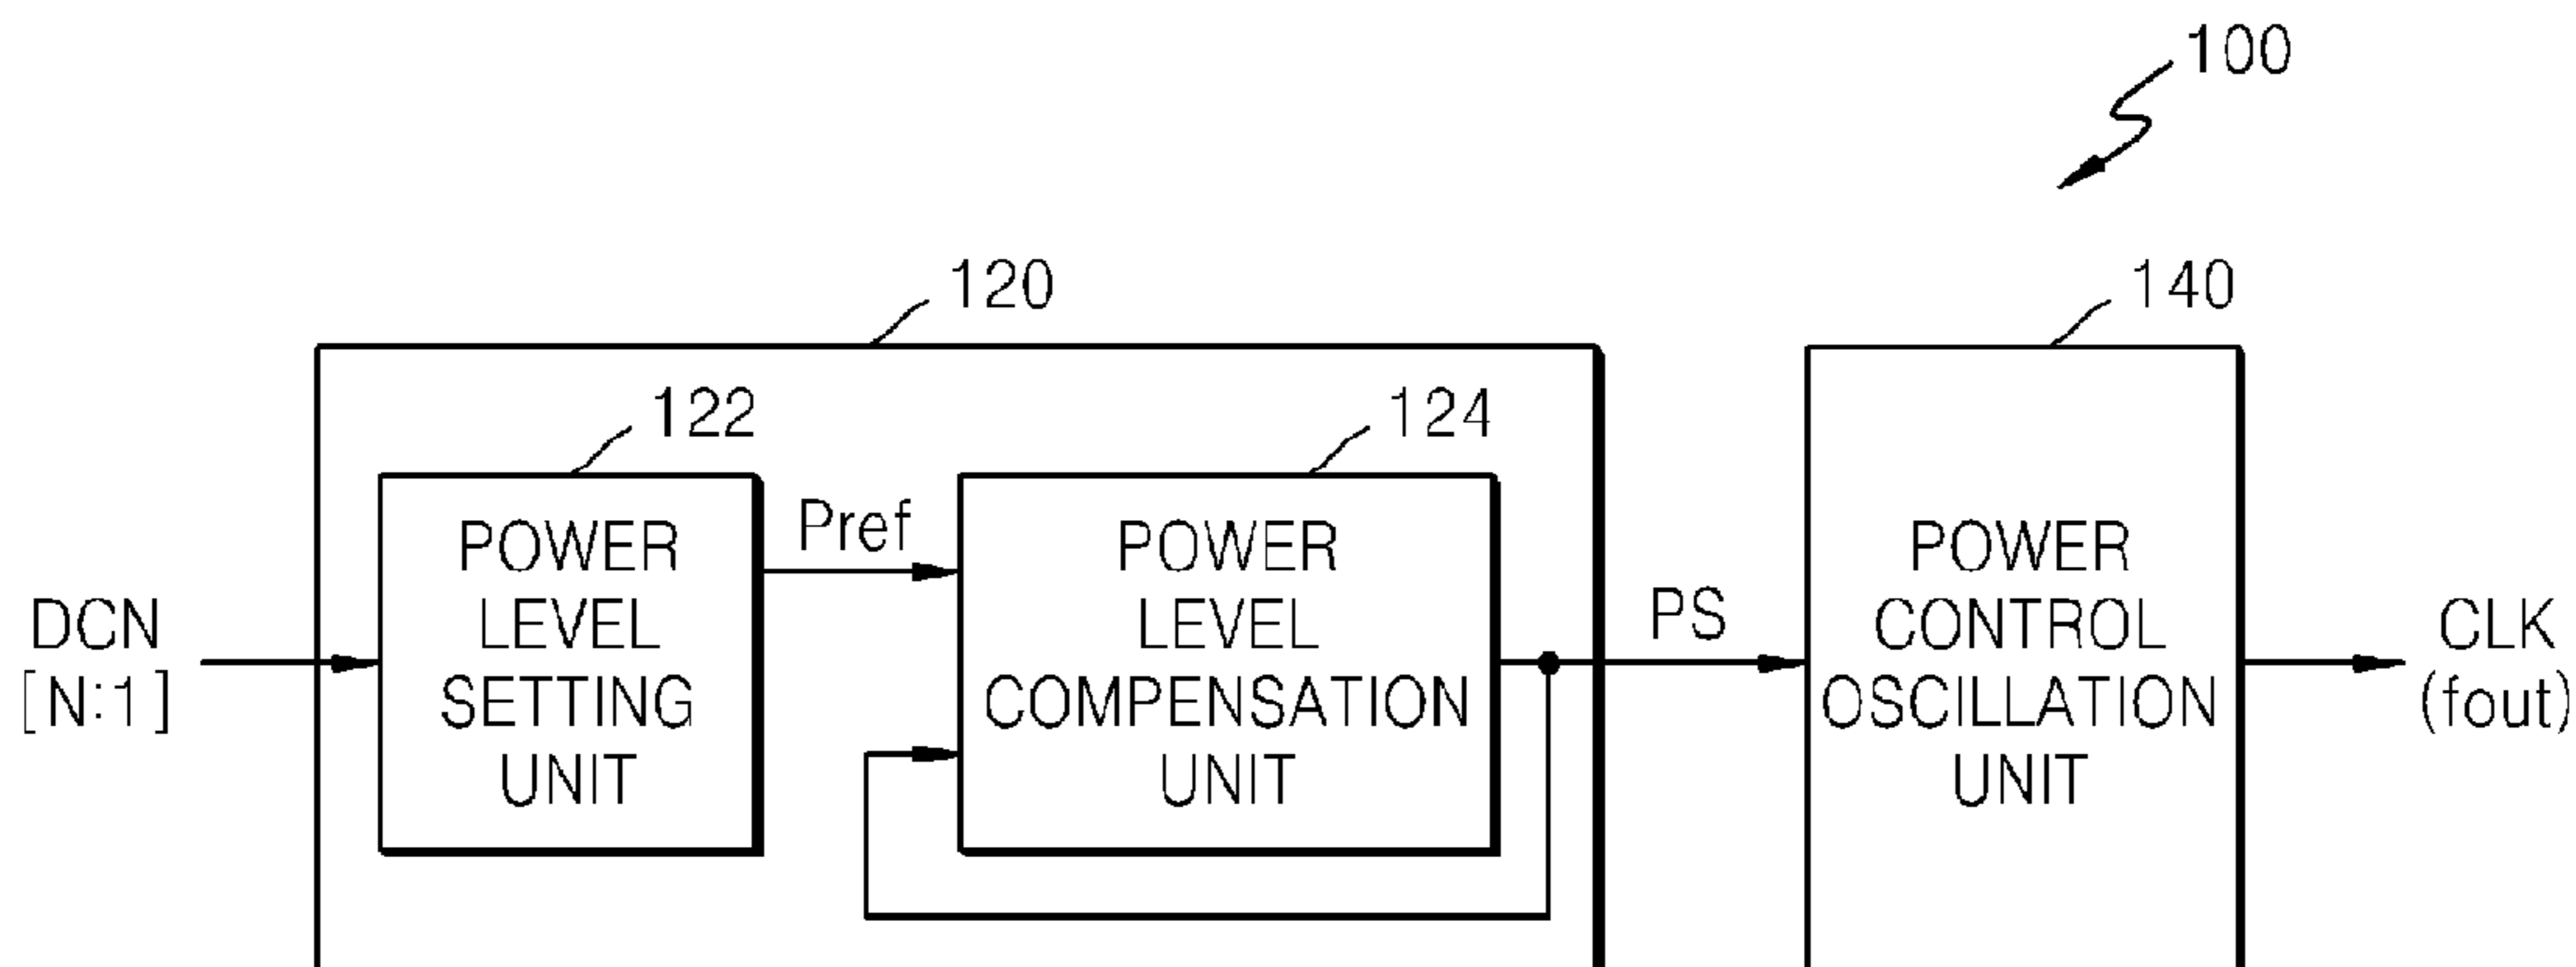 100
120
140
122
124
POWER
LEVEL
SETTING
UNIT
Pref
POWER
LEVEL
COMPENSATION
UNIT
PS
POWER
CONTROL
OSCILLATION
UNIT
DCN
[N:1]
CLK
(fout)